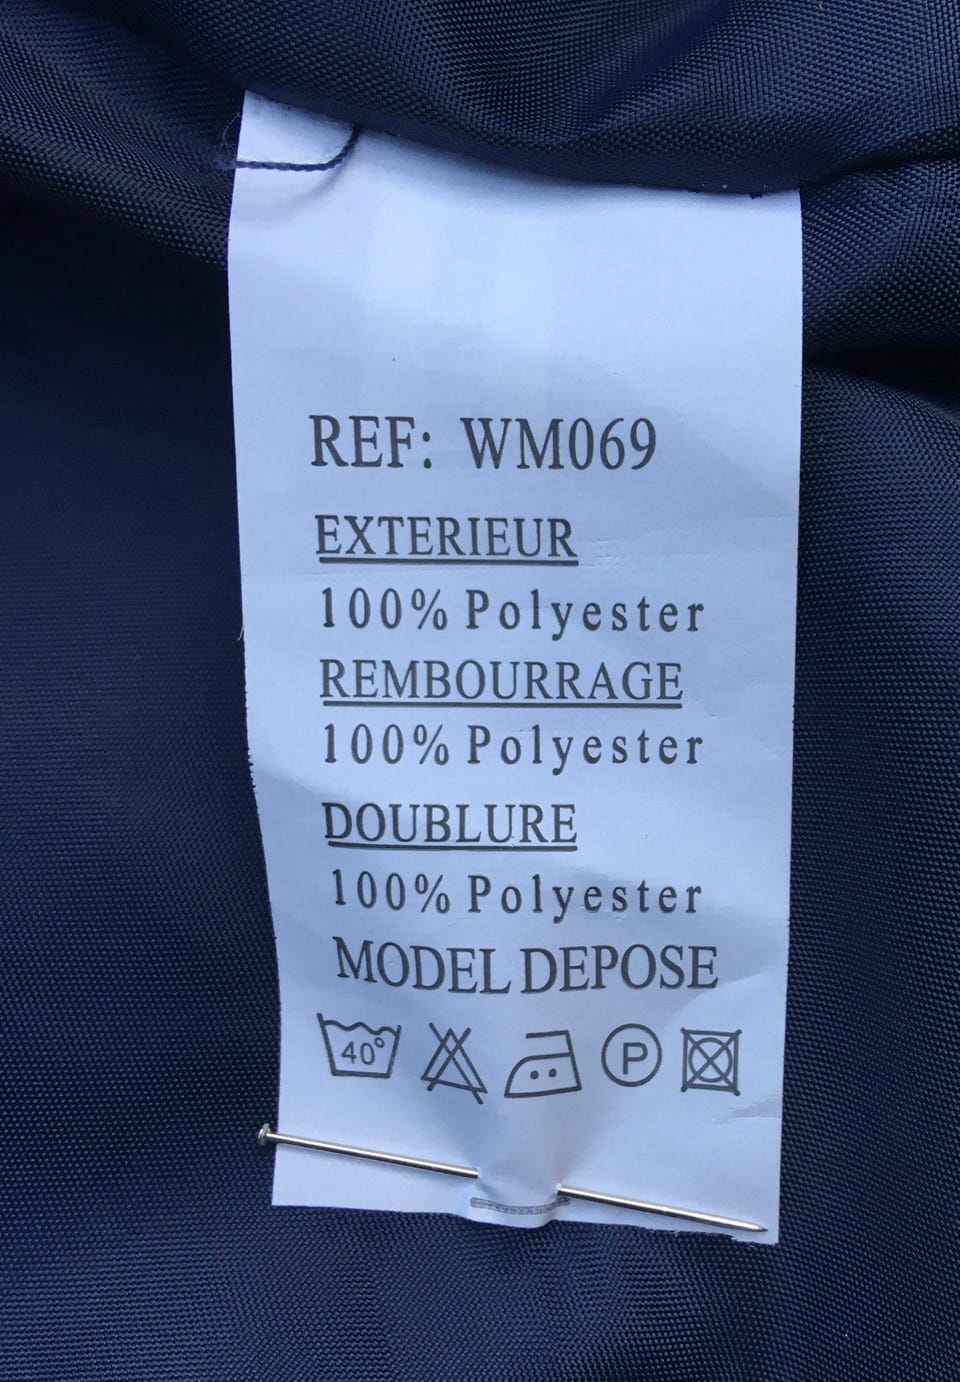 REF: WM069
EXTERIEUR
100% Polyester
REMBOURRAGE
100% Polyester
DOUBLURE
100% Polyester
MODEL DEPOSE
40° P